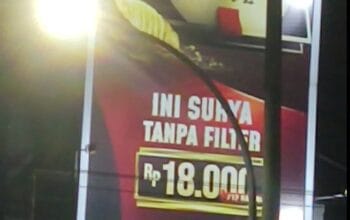 INI SURYA
TANPA FILTER
Rp 18.000